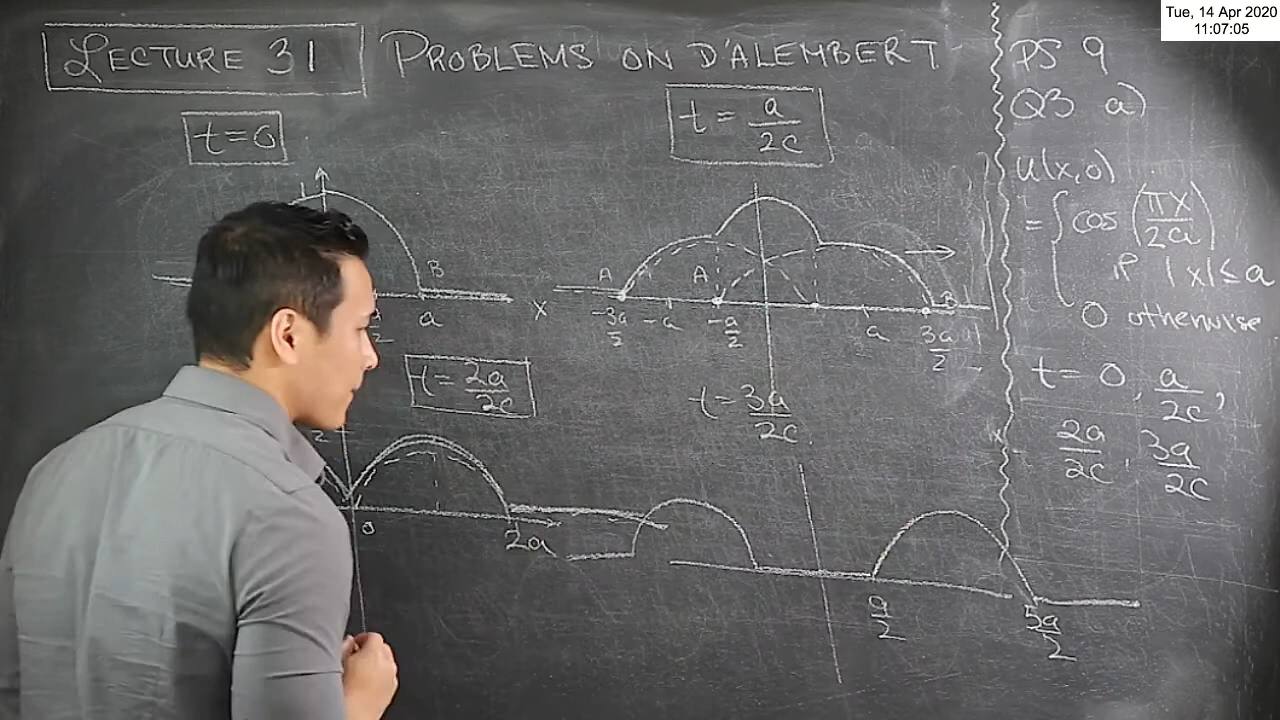 Tue, 14 Apr 2020
11:07:05
LECTURE 31 PROBLEMS ON D'ALEMBERT
t=0
1
B
a
x
t = a/2c
A
A
B
-3a/2 -a -a/2 a 3a/2
t = 2a/2c
0
2a
t = 3a/2c
a/2
5a/2
PS 9
Q3 a)
u(x,0)
= { cos (πx/2a)
if |x| ≤ a
0 otherwise
t = 0, a/2c,
2a/2c, 3a/2c